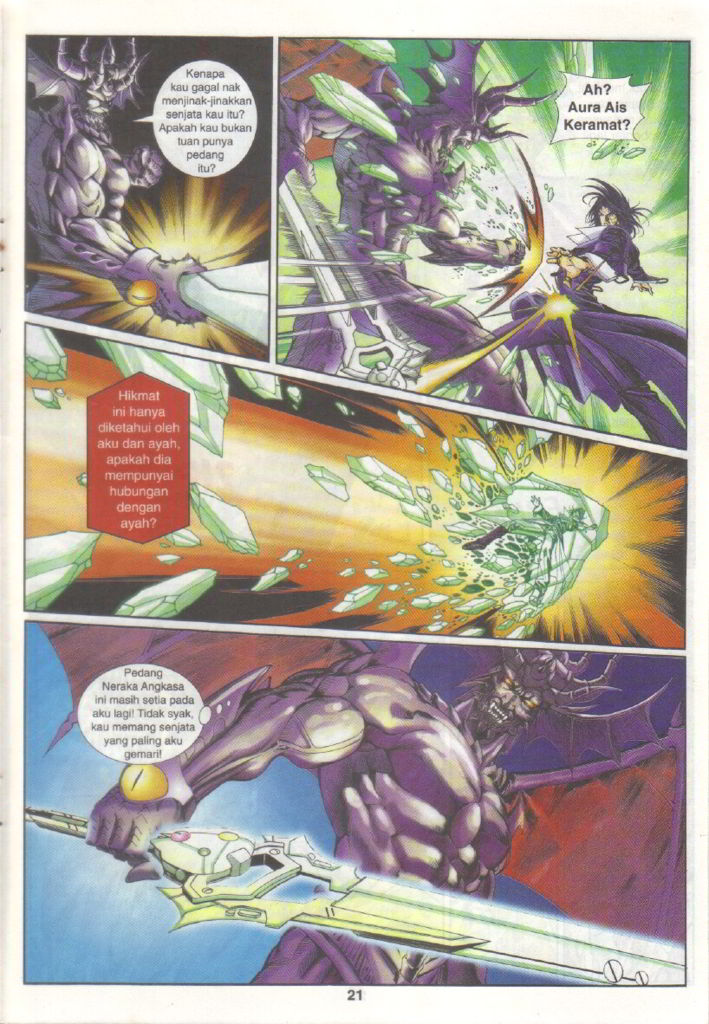 Kenapa
kau gagal nak
menjinak-jinakkan
senjata kau itu?
Apakah kau bukan
tuan punya
pedang
itu?
Ah?
Aura Ais
Keramat?
Hikmat
ini hanya
diketahui oleh
aku dan ayah,
apakah dia
mempunyai
hubungan
dengan
ayah?
Pedang
Neraka Angkasa
ini masih setia pada
aku lagi! Tidak syak,
kau memang senjata
yang paling aku
gemari!
21